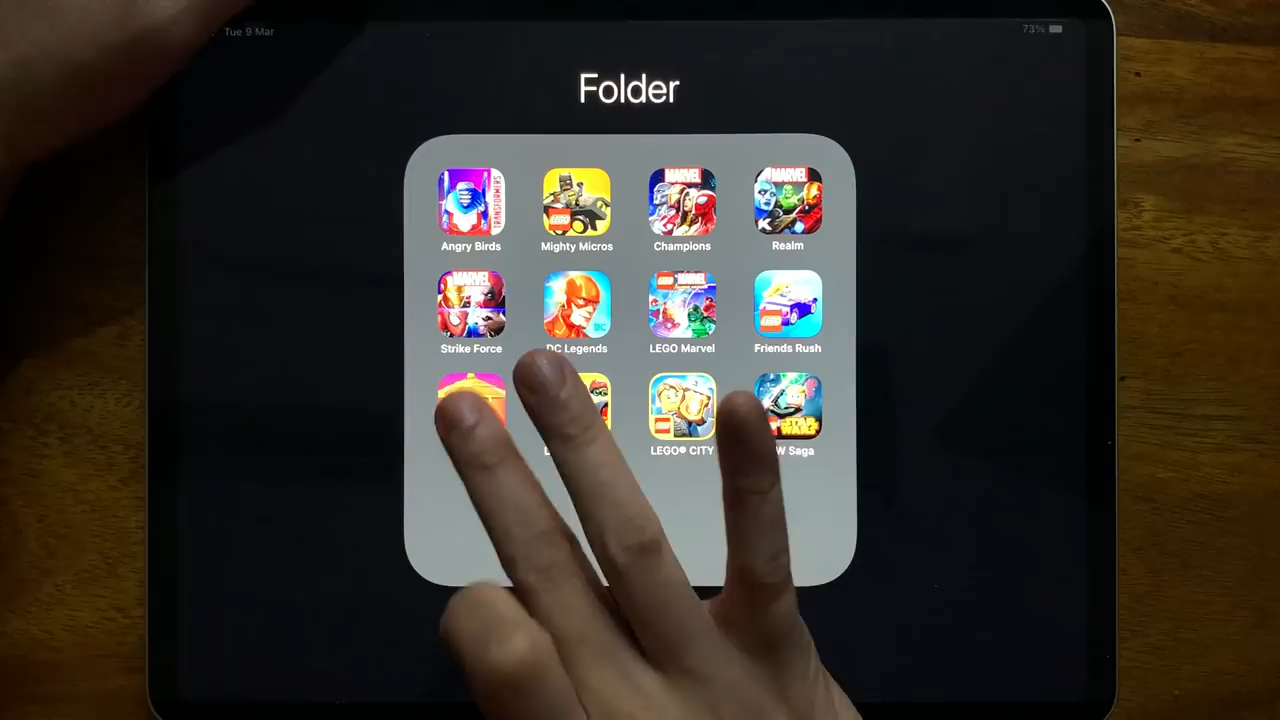 Tue 9 Mar
73%
Folder
TRANSFORMERS
LEGO
MARVEL
MARVEL
Angry Birds
Mighty Micros
Champions
Realm
MARVEL
DC
LEGO MARVEL
LEGO
Strike Force
DC Legends
LEGO Marvel
Friends Rush
LEGO
STAR WARS
LEGO® CITY
W Saga